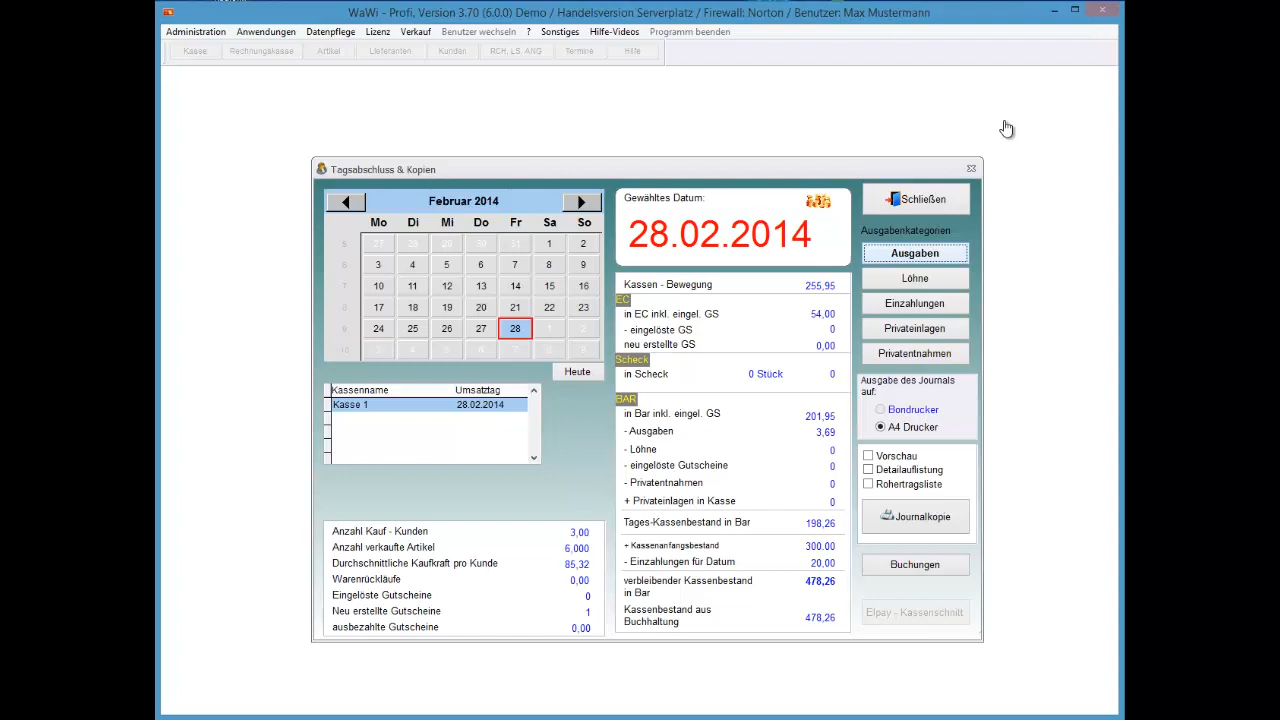 WaWi - Profi, Version 3.70 (6.0.0) Demo / Handelsversion Serverplatz / Firewall: Norton / Benutzer: Max Mustermann
Administration Anwendungen Datenpflege Lizenz Verkauf Benutzer wechseln ? Sonstiges Hilfe-Videos Programm beenden
Kasse Rechnungskasse Artikel Lieferanten Kunden RCH, LS, ANG Termine Hilfe
Tagsabschluss & Kopien
Februar 2014
Mo Di Mi Do Fr Sa So
5 27 28 29 30 31 1 2
6 3 4 5 6 7 8 9
7 10 11 12 13 14 15 16
8 17 18 19 20 21 22 23
9 24 25 26 27 28 1 2
10 3 4 5 6 7 8 9
Heute
Kassenname Umsatztag
Kasse 1 28.02.2014
Anzahl Kauf - Kunden 3,00
Anzahl verkaufte Artikel 6,000
Durchschnittliche Kaufkraft pro Kunde 85,32
Warenrückläufe 0,00
Eingelöste Gutscheine 0
Neu erstellte Gutscheine 1
ausbezahlte Gutscheine 0,00
Gewähltes Datum:
28.02.2014
Kassen - Bewegung 255,95
EC
in EC inkl. eingel. GS 54,00
- eingelöste GS 0
neu erstellte GS 0,00
Scheck
in Scheck 0 Stück 0
BAR
in Bar inkl. eingel. GS 201,95
- Ausgaben 3,69
- Löhne 0
- eingelöste Gutscheine 0
- Privatentnahmen 0
+ Privateinlagen in Kasse 0
Tages-Kassenbestand in Bar 198,26
+ Kassenanfangsbestand 300.00
- Einzahlungen für Datum 20,00
verbleibender Kassenbestand 478,26
in Bar
Kassenbestand aus
Buchhaltung 478,26
Schließen
Ausgabenkategorien
Ausgaben
Löhne
Einzahlungen
Privateinlagen
Privatentnahmen
Ausgabe des Journals
auf:
Bondrucker
A4 Drucker
Vorschau
Detailauflistung
Rohertragsliste
Journalkopie
Buchungen
Elpay - Kassenschnitt